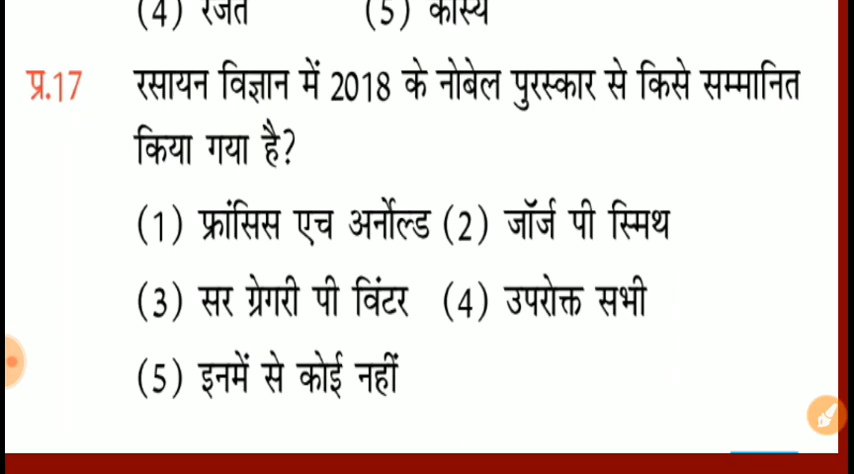 (4) रजत (5) कांस्य
प्र.17 रसायन विज्ञान में 2018 के नोबेल पुरस्कार से किसे सम्मानित
किया गया है?
(1) फ्रांसिस एच अर्नोल्ड (2) जॉर्ज पी स्मिथ
(3) सर ग्रेगरी पी विंटर (4) उपरोक्त सभी
(5) इनमें से कोई नहीं